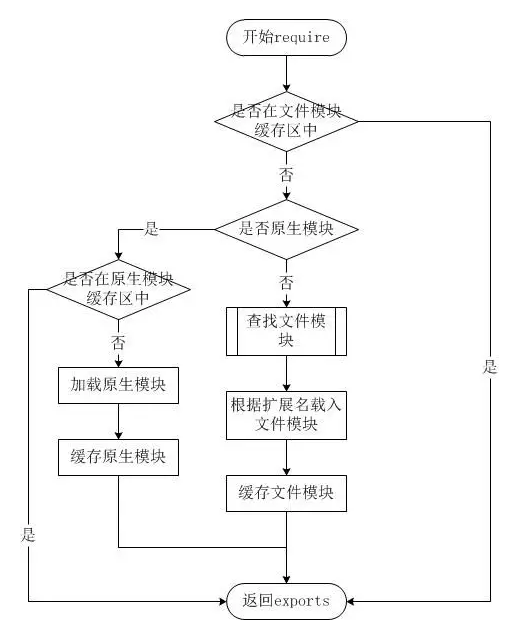 开始require
是否在文件模块
缓存区中
否
是
是否原生模块
是否在原生模块
缓存区中
否
查找文件模
块
否
是
加载原生模块
根据扩展名载入
文件模块
缓存原生模块
缓存文件模块
是
返回exports